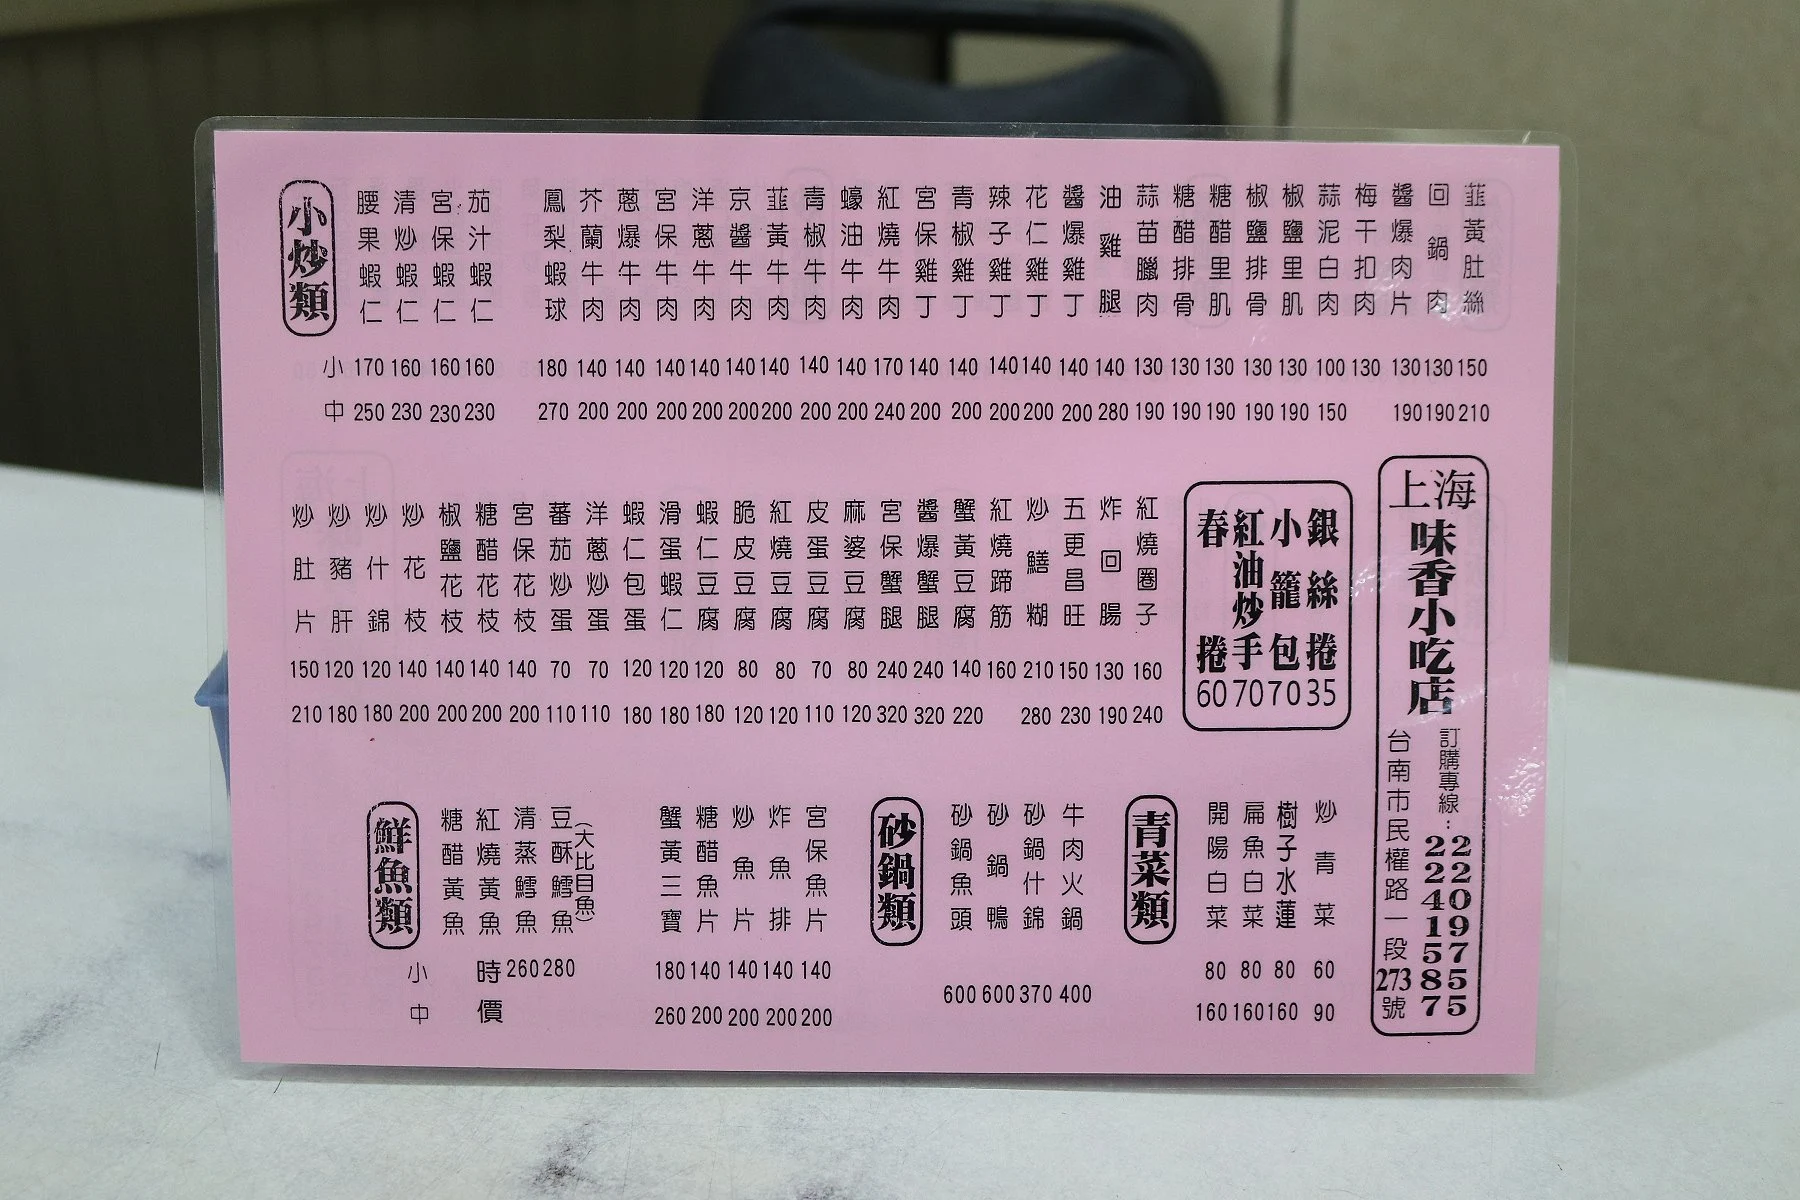 小炒類
腰果蝦仁
清炒蝦仁
宮保蝦仁
茄汁蝦仁
鳳梨蝦球
芥蘭牛肉
蔥爆牛肉
宮保牛肉
洋蔥牛肉
京醬牛肉
韮黃牛肉
青椒牛肉
蠔油牛肉
紅燒牛肉
宮保雞丁
青椒雞丁
辣子雞丁
花仁雞丁
醬爆雞丁
油雞腿
蒜苗臘肉
糖醋排骨
糖醋里肌
椒鹽排骨
椒鹽里肌
蒜泥白肉
梅干扣肉
醬爆肉片
回鍋肉
韮黃肚絲
小 170 160 160 160 180 140 140 140 140 140 140 140 140 170 140 140 140 140 140 140 130 130 130 130 130 100 130 130 130 150
中 250 230 230 230 270 200 200 200 200 200 200 200 200 240 200 200 200 200 200 280 190 190 190 190 190 150 190 190 210
炒肚片
炒豬肝
炒什錦
炒花枝
椒鹽花枝
糖醋花枝
宮保花枝
蕃茄炒蛋
洋蔥炒蛋
蝦仁包蛋
滑蛋蝦仁
蝦仁豆腐
脆皮豆腐
紅燒豆腐
皮蛋豆腐
麻婆豆腐
宮保蟹腿
醬爆蟹腿
蟹黃豆腐
紅燒蹄筋
炒鱔糊
五更昌旺
炸回腸
紅燒圈子
150 120 120 140 140 140 140 70 70 120 120 120 80 80 70 80 240 240 140 160 210 150 130 160
210 180 180 200 200 200 200 110 110 180 180 180 120 120 110 120 320 320 220 280 230 190 240
春捲
紅油炒手
小籠包
銀絲捲
60 70 70 35
上海
味香小吃店
訂購專線:
2209755
2241587
台南市民權路一段273號
鮮魚類
糖醋黃魚
紅燒黃魚
清蒸鱈魚
豆酥鱈魚
(大比目魚)
蟹黃三寶
糖醋魚片
炒魚片
炸魚排
宮保魚片
小 260 280 180 140 140 140 140
時價
中 260 200 200 200 200
砂鍋類
砂鍋魚頭
砂鍋鴨
砂鍋什錦
牛肉火鍋
600 600 370 400
青菜類
開陽白菜
扁魚白菜
樹子水蓮
炒青菜
80 80 80 60
160 160 160 90